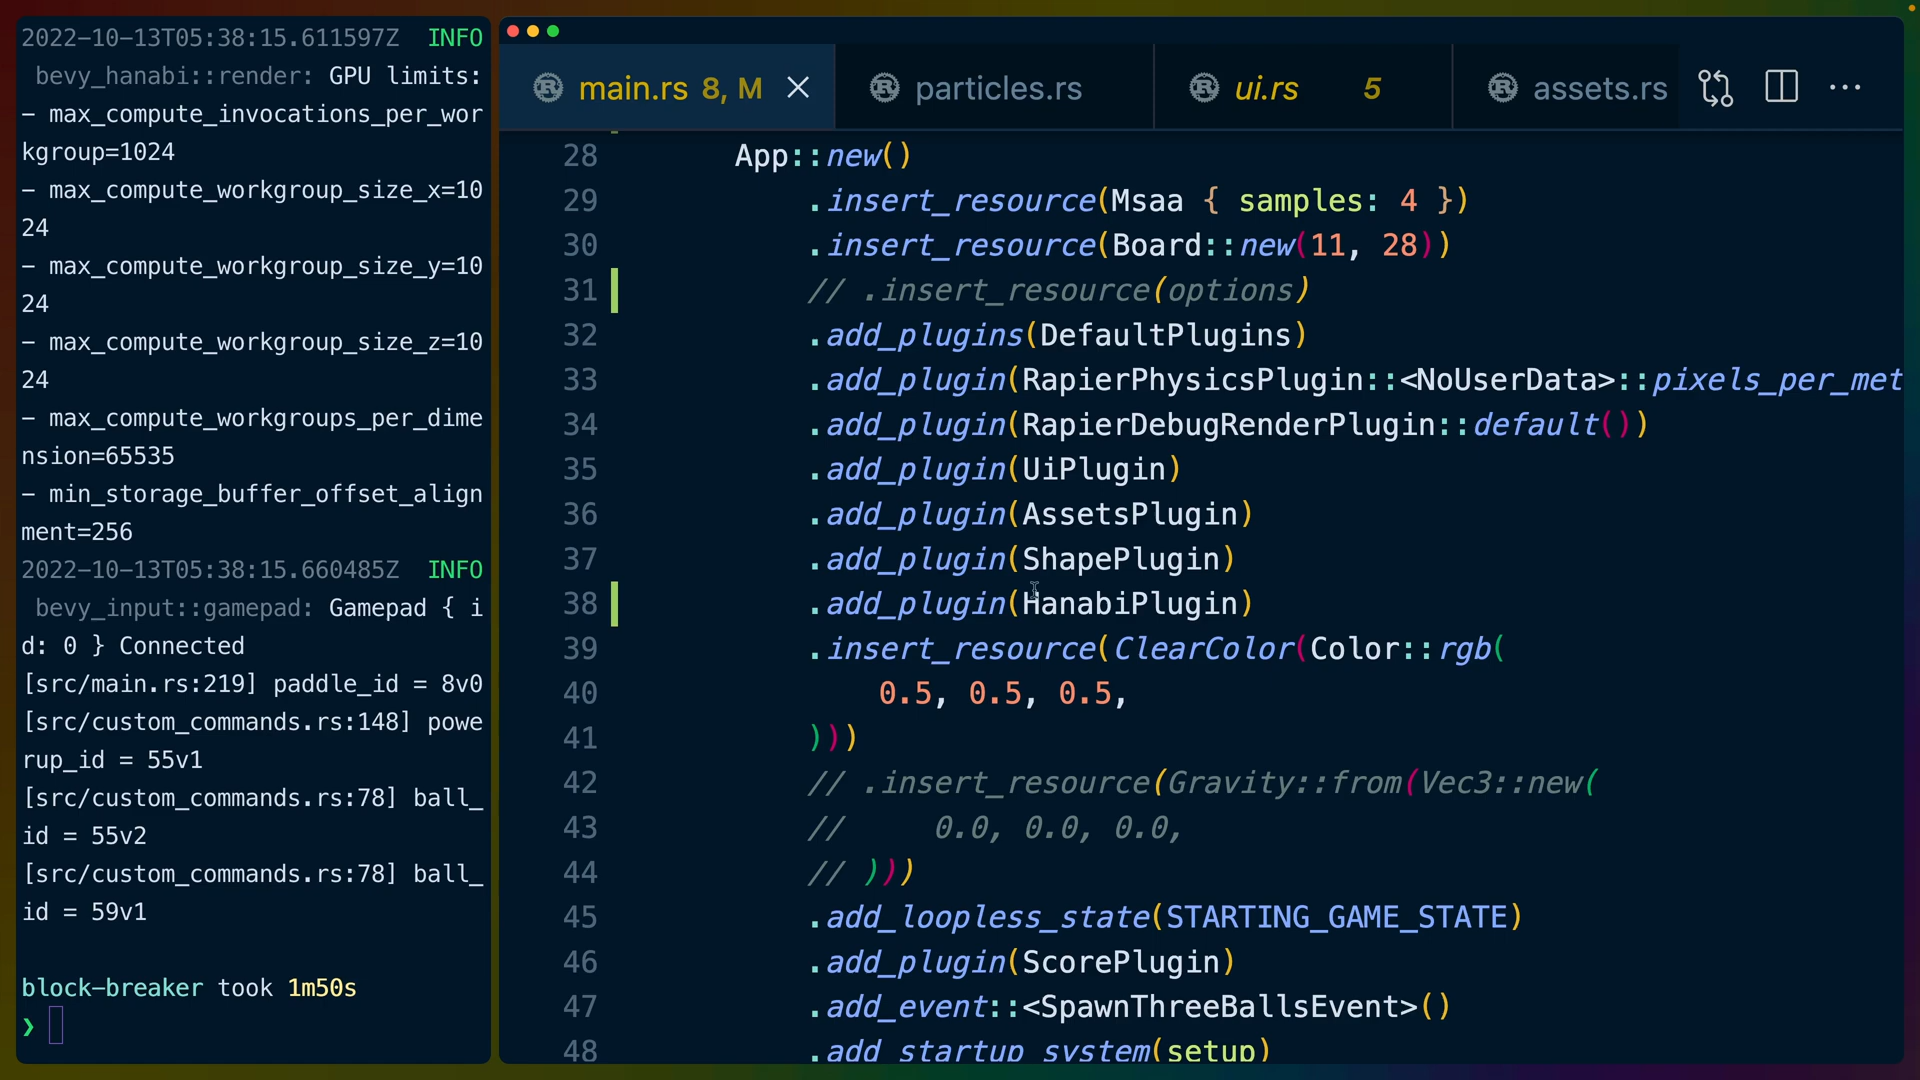 2022-10-13T05:38:15.611597Z  INFO
bevy_hanabi::render: GPU limits:
- max_compute_invocations_per_wor
kgroup=1024
- max_compute_workgroup_size_x=10
24
- max_compute_workgroup_size_y=10
24
- max_compute_workgroup_size_z=10
24
- max_compute_workgroups_per_dime
nsion=65535
- min_storage_buffer_offset_align
ment=256
2022-10-13T05:38:15.660485Z  INFO
bevy_input::gamepad: Gamepad { i
d: 0 } Connected
[src/main.rs:219] paddle_id = 8v0
[src/custom_commands.rs:148] powe
rup_id = 55v1
[src/custom_commands.rs:78] ball_
id = 55v2
[src/custom_commands.rs:78] ball_
id = 59v1
block-breaker took 1m50s
❯
main.rs 8, M
particles.rs
ui.rs 5
assets.rs
28 App::new()
29 .insert_resource(Msaa { samples: 4 })
30 .insert_resource(Board::new(11, 28))
31 // .insert_resource(options)
32 .add_plugins(DefaultPlugins)
33 .add_plugin(RapierPhysicsPlugin::<NoUserData>::pixels_per_met
34 .add_plugin(RapierDebugRenderPlugin::default())
35 .add_plugin(UiPlugin)
36 .add_plugin(AssetsPlugin)
37 .add_plugin(ShapePlugin)
38 .add_plugin(HanabiPlugin)
39 .insert_resource(ClearColor(Color::rgb(
40 0.5, 0.5, 0.5,
41 )))
42 // .insert_resource(Gravity::from(Vec3::new(
43 //     0.0, 0.0, 0.0,
44 // )))
45 .add_loopless_state(STARTING_GAME_STATE)
46 .add_plugin(ScorePlugin)
47 .add_event::<SpawnThreeBallsEvent>()
48 .add_startup_system(setup)